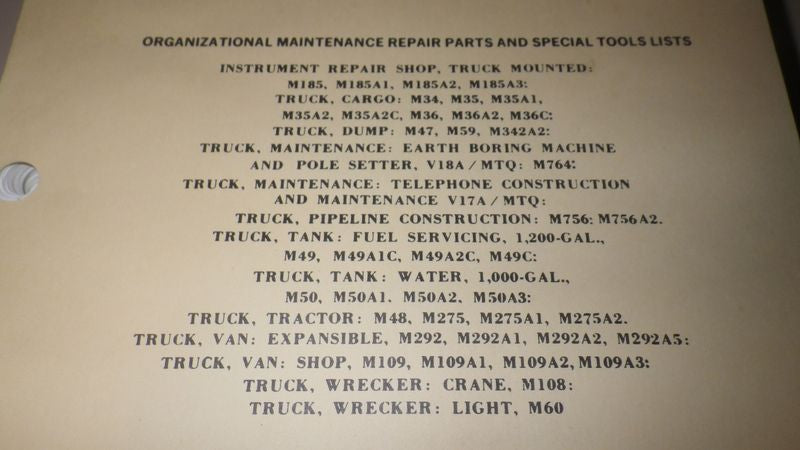 ORGANIZATIONAL MAINTENANCE REPAIR PARTS AND SPECIAL TOOLS LISTS
INSTRUMENT REPAIR SHOP, TRUCK MOUNTED:
M185, M185A1, M185A2, M185A3:
TRUCK, CARGO: M34, M35, M35A1,
M35A2, M35A2C, M36, M36A2, M36C:
TRUCK, DUMP: M47, M59, M342A2:
TRUCK, MAINTENANCE: EARTH BORING MACHINE
AND POLE SETTER, V18A / MTQ: M764:
TRUCK, MAINTENANCE: TELEPHONE CONSTRUCTION
AND MAINTENANCE V17A / MTQ:
TRUCK, PIPELINE CONSTRUCTION: M756: M756A2.
TRUCK, TANK: FUEL SERVICING, 1,200-GAL.,
M49, M49A1C, M49A2C, M49C:
TRUCK, TANK: WATER, 1,000-GAL.,
M50, M50A1. M50A2, M50A3:
TRUCK, TRACTOR: M48, M275, M275A1, M275A2.
TRUCK, VAN: EXPANSIBLE, M292, M292A1, M292A2, M292A5:
TRUCK, VAN: SHOP, M109, M109A1, M109A2, M109A3:
TRUCK, WRECKER: CRANE, M108:
TRUCK, WRECKER: LIGHT, M60